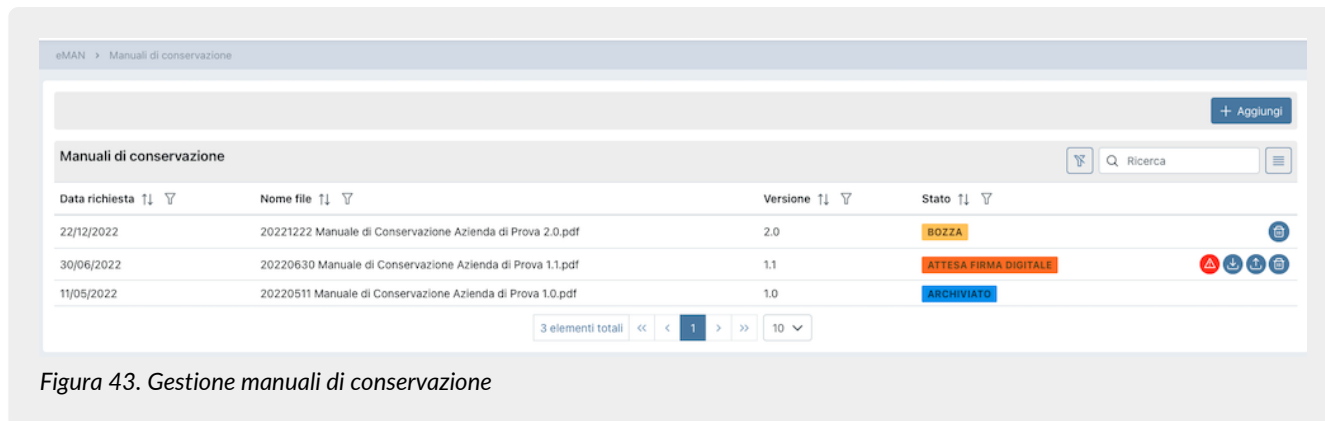 eMAN > Manuali di conservazione
+ Aggiungi
Manuali di conservazione
Ricerca
Data richiesta Nome file Versione Stato
22/12/2022 20221222 Manuale di Conservazione Azienda di Prova 2.0.pdf 2.0 BOZZA
30/06/2022 20220630 Manuale di Conservazione Azienda di Prova 1.1.pdf 1.1 ATTESA FIRMA DIGITALE
11/05/2022 20220511 Manuale di Conservazione Azienda di Prova 1.0.pdf 1.0 ARCHIVIATO
3 elementi totali << < 1 > >> 10
Figura 43. Gestione manuali di conservazione